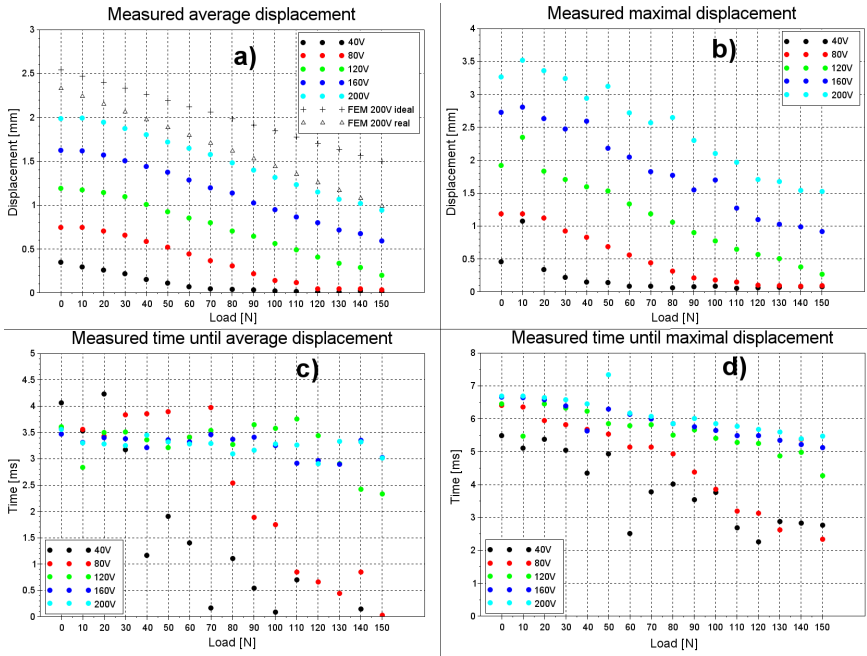 Measured average displacement
a)
40V
80V
120V
160V
200V
FEM 200V ideal
FEM 200V real
Displacement [mm]
3
2.5
2
1.5
1
0.5
0
0 10 20 30 40 50 60 70 80 90 100 110 120 130 140 150
Load [N]
Measured maximal displacement
b)
40V
80V
120V
160V
200V
Displacement [mm]
4
3.5
3
2.5
2
1.5
1
0.5
0
0 10 20 30 40 50 60 70 80 90 100 110 120 130 140 150
Load [N]
Measured time until average displacement
c)
Time [ms]
5
4.5
4
3.5
3
2.5
2
1.5
1
0.5
0
40V
80V
120V
160V
200V
0 10 20 30 40 50 60 70 80 90 100 110 120 130 140 150
Load [N]
Measured time until maximal displacement
d)
Time [ms]
8
7
6
5
4
3
2
1
0
40V
80V
120V
160V
200V
0 10 20 30 40 50 60 70 80 90 100 110 120 130 140 150
Load [N]